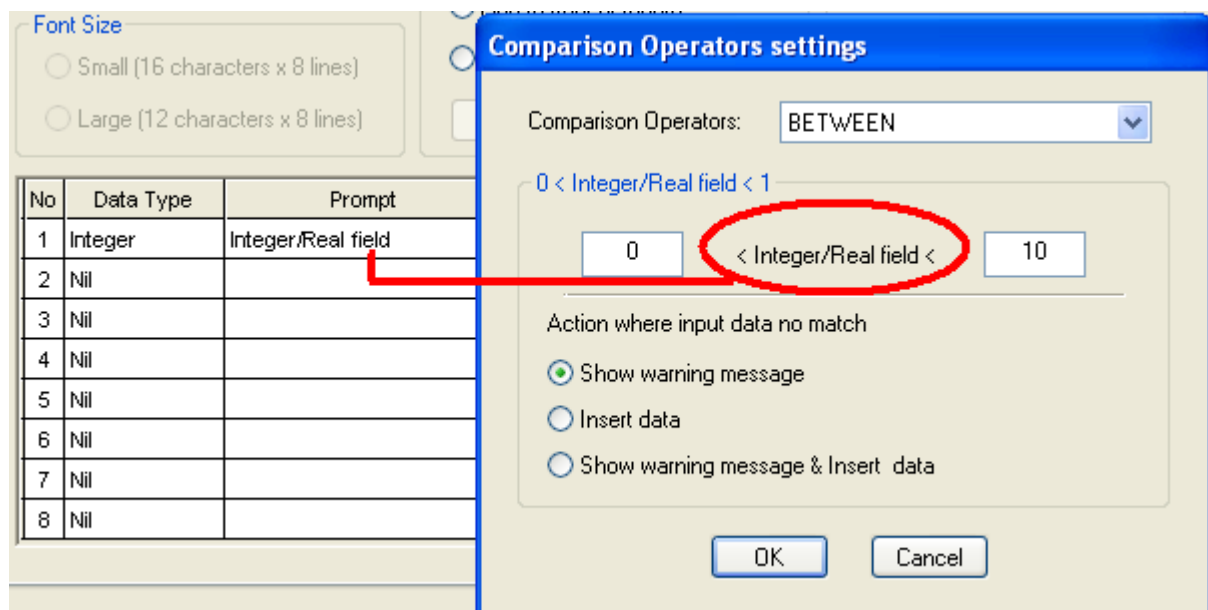 Font Size
Small (16 characters x 8 lines)
Large (12 characters x 8 lines)
No Data Type Prompt
1 Integer Integer/Real field
2 Nil
3 Nil
4 Nil
5 Nil
6 Nil
7 Nil
8 Nil
Comparison Operators settings
Comparison Operators: BETWEEN
0 < Integer/Real field < 1
0 < Integer/Real field < 10
Action where input data no match
Show warning message
Insert data
Show warning message & Insert data
OK Cancel